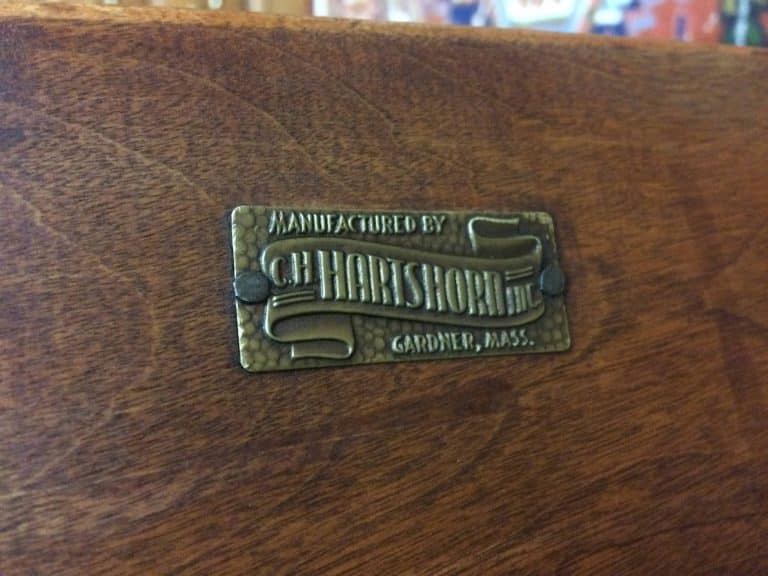 MANUFACTURED BY
C.H. HARTSHORN INC.
GARDNER, MASS.